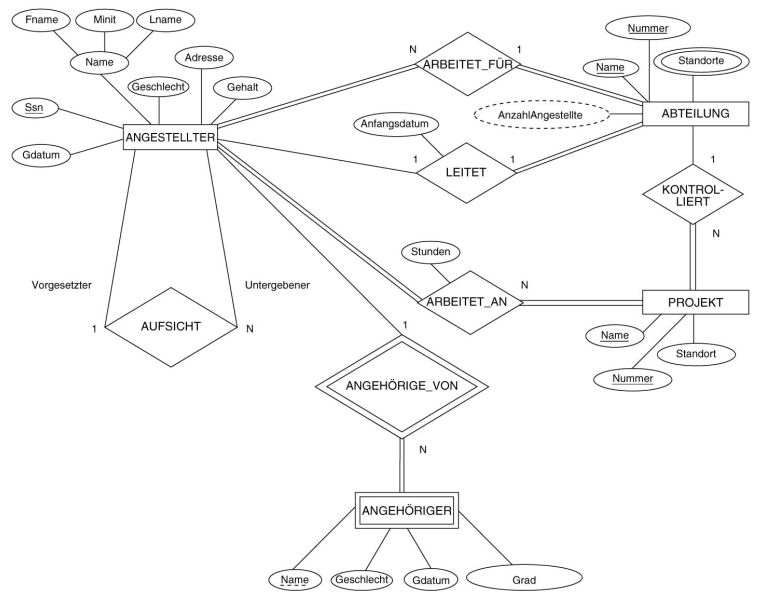 Fname
Minit
Lname
Name
Adresse
Geschlecht
Gehalt
Ssn
Gdatum
ANGESTELLTER
N
ARBEITET_FÜR
1
Nummer
Name
Standorte
AnzahlAngestellte
ABTEILUNG
Anfangsdatum
1
LEITET
1
1
KONTROL-
LIERT
N
Stunden
ARBEITET_AN
N
PROJEKT
Name
Nummer
Standort
Vorgesetzter
Untergebener
1
AUFSICHT
N
1
ANGEHÖRIGE_VON
N
ANGEHÖRIGER
Name
Geschlecht
Gdatum
Grad